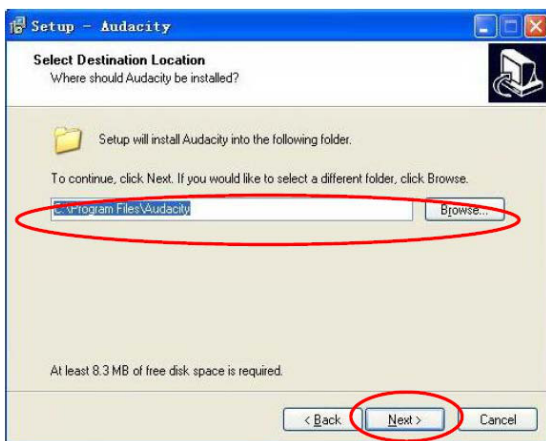 Setup - Audacity
Select Destination Location
Where should Audacity be installed?
Setup will install Audacity into the following folder.
To continue, click Next. If you would like to select a different folder, click Browse.
C:\Program Files\Audacity
Browse...
At least 8.3 MB of free disk space is required.
< Back
Next >
Cancel